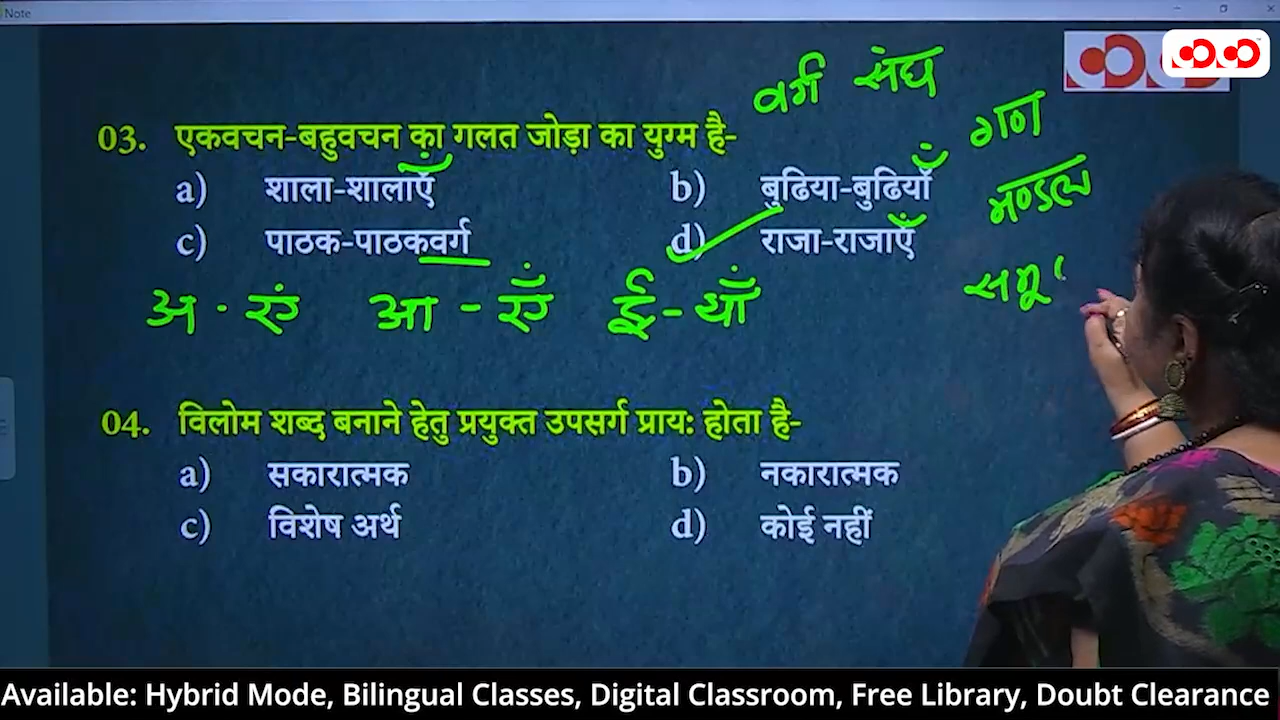 Note
वर्ग संघ
03. एकवचन-बहुवचन का गलत जोड़ा का युग्म है-
गण
a) शाला-शालाएँ b) बुढिया-बुढियाँ
मण्डल
c) पाठक-पाठकवर्ग d) राजा-राजाएँ
समू
अ - एं आ - एँ ई - याँ
04. विलोम शब्द बनाने हेतु प्रयुक्त उपसर्ग प्राय: होता है-
a) सकारात्मक b) नकारात्मक
c) विशेष अर्थ d) कोई नहीं
Available: Hybrid Mode, Bilingual Classes, Digital Classroom, Free Library, Doubt Clearance